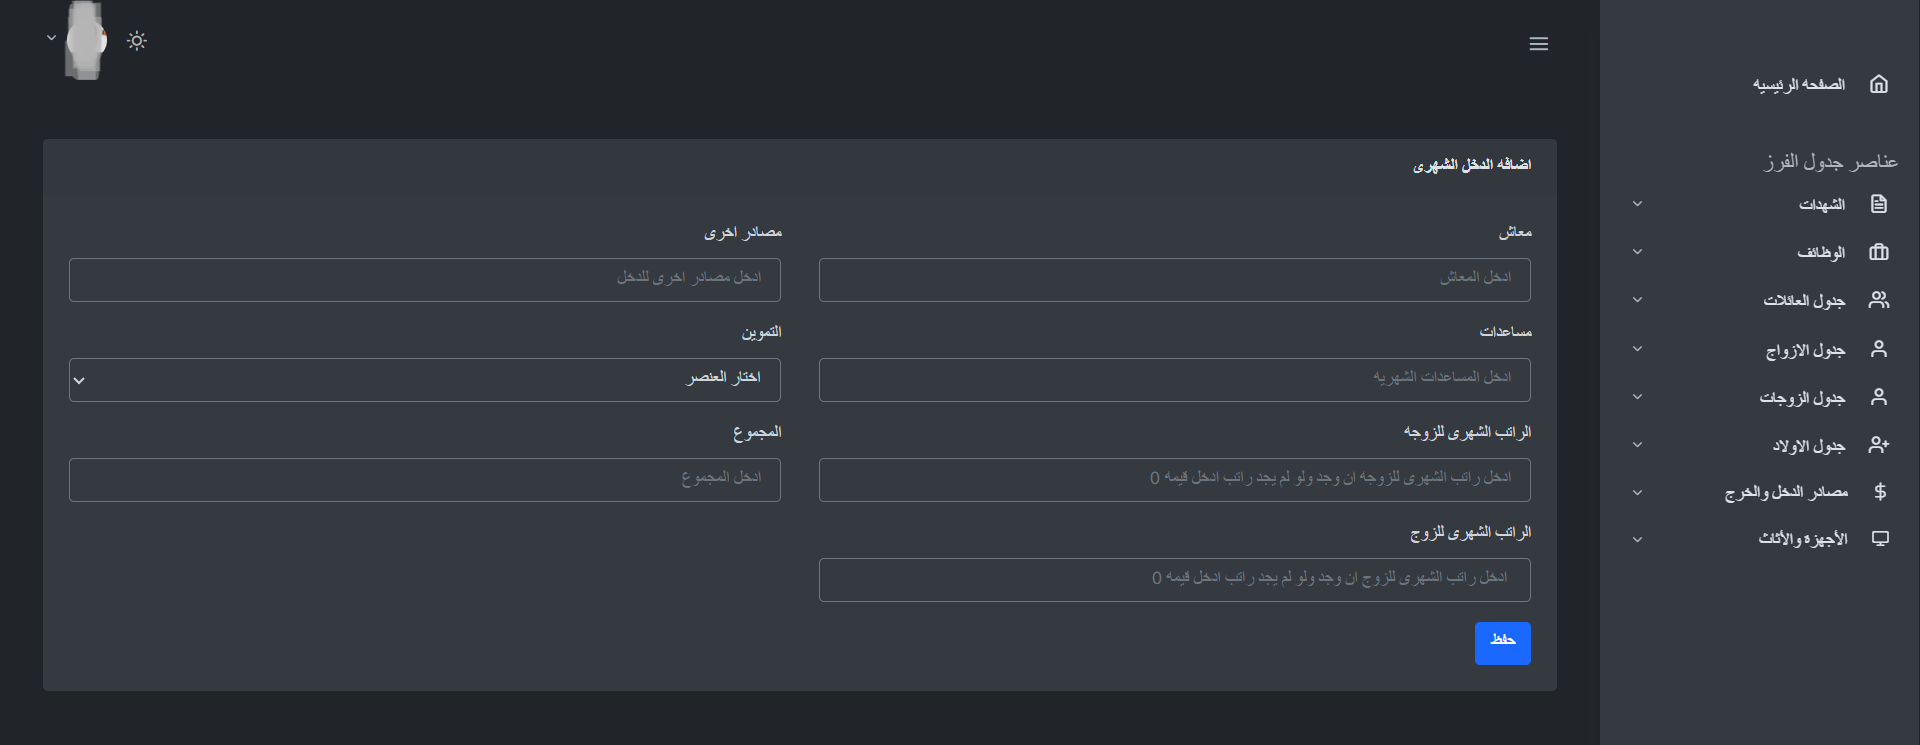 الصفحه الرئيسيه
عناصر جدول الفرز
الشهدات
الوظائف
جدول العائلات
جدول الازواج
جدول الزوجات
جدول الاولاد
مصادر الدخل والخرج
الأجهزة والأثاث
اضافه الدخل الشهرى
معاش
ادخل المعاش
مصادر اخرى
ادخل مصادر اخرى للدخل
مساعدات
ادخل المساعدات الشهريه
التموين
اختار العنصر
الراتب الشهرى للزوجه
ادخل راتب الشهرى للزوجه ان وجد ولو لم يجد راتب ادخل قيمه 0
المجموع
ادخل المجموع
الراتب الشهرى للزوج
ادخل راتب الشهرى للزوج ان وجد ولو لم يجد راتب ادخل قيمه 0
حفظ